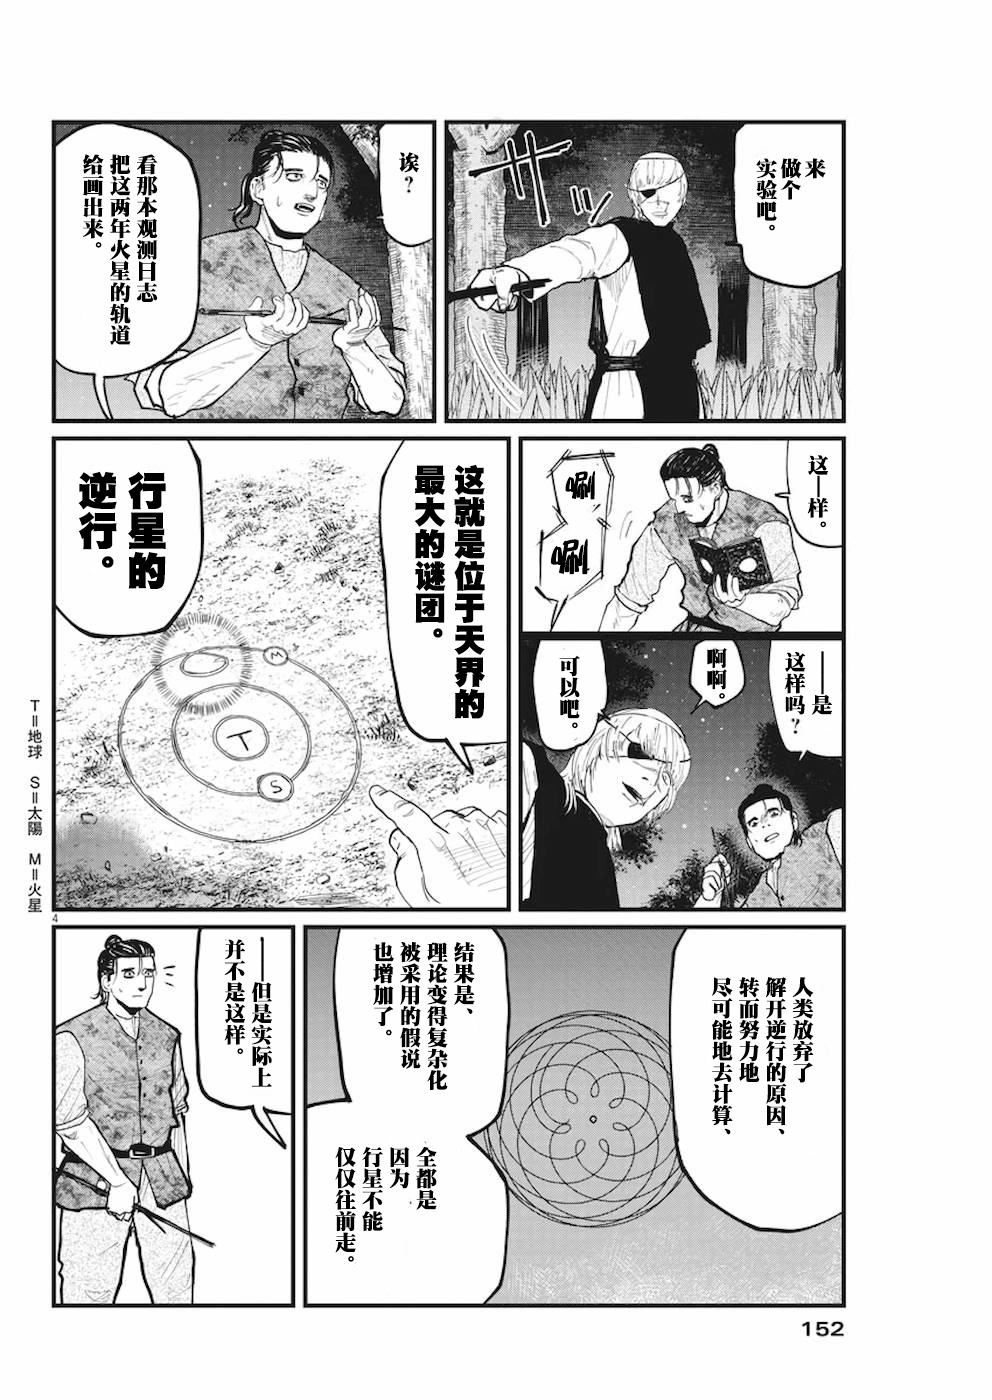 来
做个
实验吧。
诶？
看那本观测日志
把这两年火星的轨道
给画出来。
这一样。
唰
唰
——是
这样吗？
啊啊。
可以吧。
这就是位于天界的
最大的谜团。
行星的
逆行。
M
T
S
T＝地球　S＝太陽　M＝火星
4
人类放弃了
解开逆行的原因、
转而努力地
尽可能地去计算、
结果是、
理论变得复杂化
被采用的假说
也增加了。
全都是
因为
行星不能
仅仅往前走。
——但是实际上
并不是这样。
152